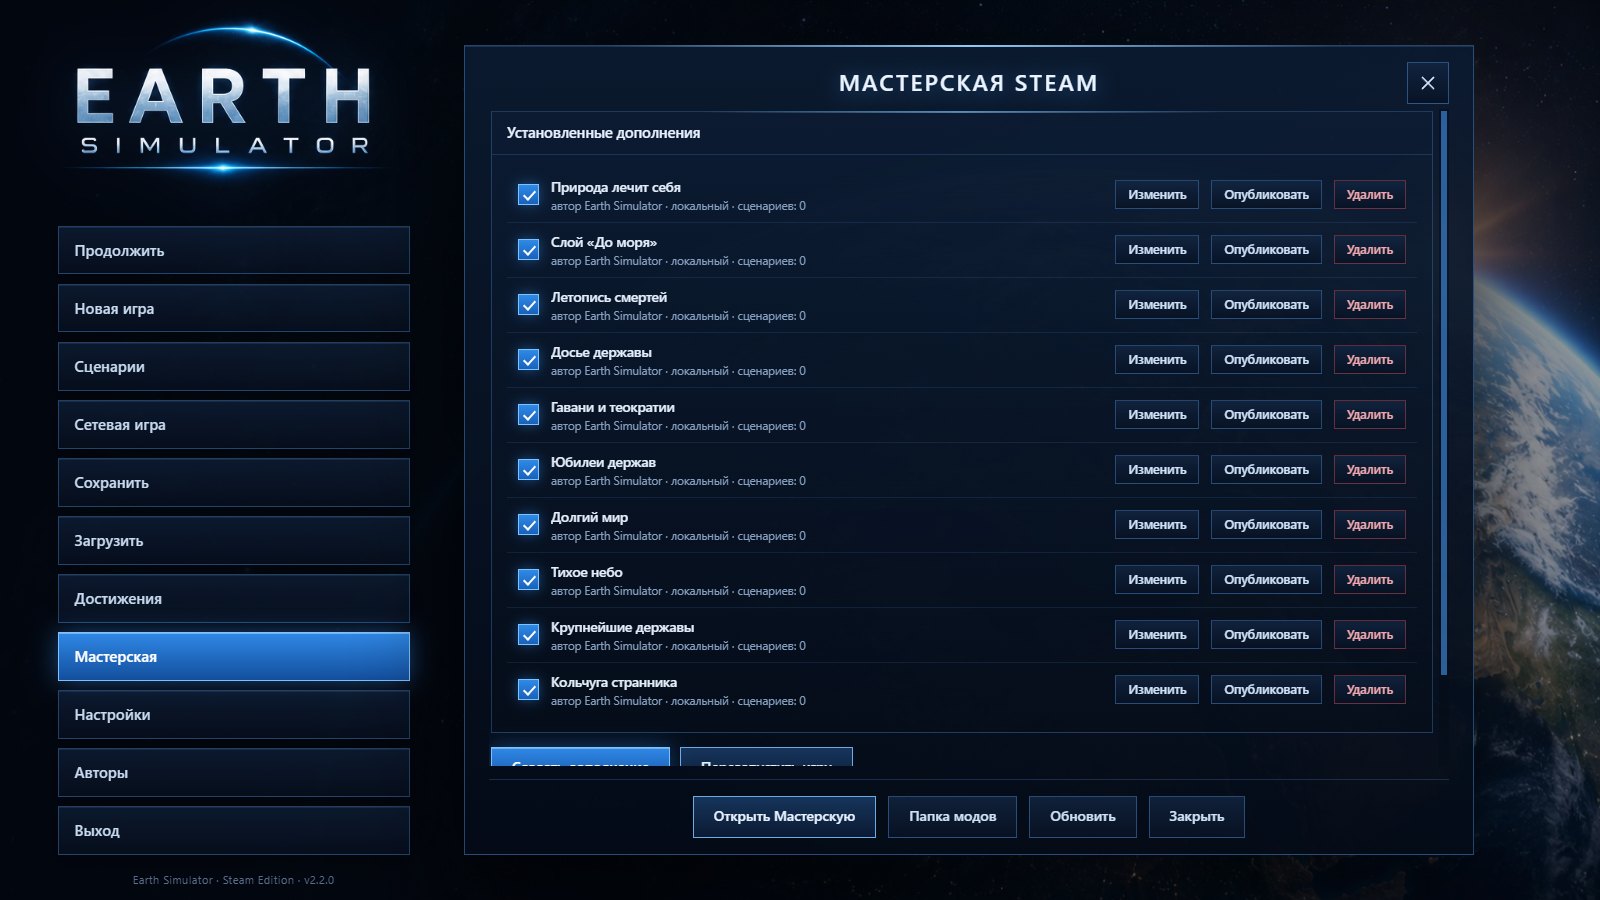 EARTH
SIMULATOR
Продолжить
Новая игра
Сценарии
Сетевая игра
Сохранить
Загрузить
Достижения
Мастерская
Настройки
Авторы
Выход
Earth Simulator · Steam Edition · v2.2.0
МАСТЕРСКАЯ STEAM
Установленные дополнения
Природа лечит себя
автор Earth Simulator · локальный · сценариев: 0
Изменить Опубликовать Удалить
Слой «До моря»
автор Earth Simulator · локальный · сценариев: 0
Изменить Опубликовать Удалить
Летопись смертей
автор Earth Simulator · локальный · сценариев: 0
Изменить Опубликовать Удалить
Досье державы
автор Earth Simulator · локальный · сценариев: 0
Изменить Опубликовать Удалить
Гавани и теократии
автор Earth Simulator · локальный · сценариев: 0
Изменить Опубликовать Удалить
Юбилеи держав
автор Earth Simulator · локальный · сценариев: 0
Изменить Опубликовать Удалить
Долгий мир
автор Earth Simulator · локальный · сценариев: 0
Изменить Опубликовать Удалить
Тихое небо
автор Earth Simulator · локальный · сценариев: 0
Изменить Опубликовать Удалить
Крупнейшие державы
автор Earth Simulator · локальный · сценариев: 0
Изменить Опубликовать Удалить
Кольчуга странника
автор Earth Simulator · локальный · сценариев: 0
Изменить Опубликовать Удалить
Открыть Мастерскую
Папка модов
Обновить
Закрыть